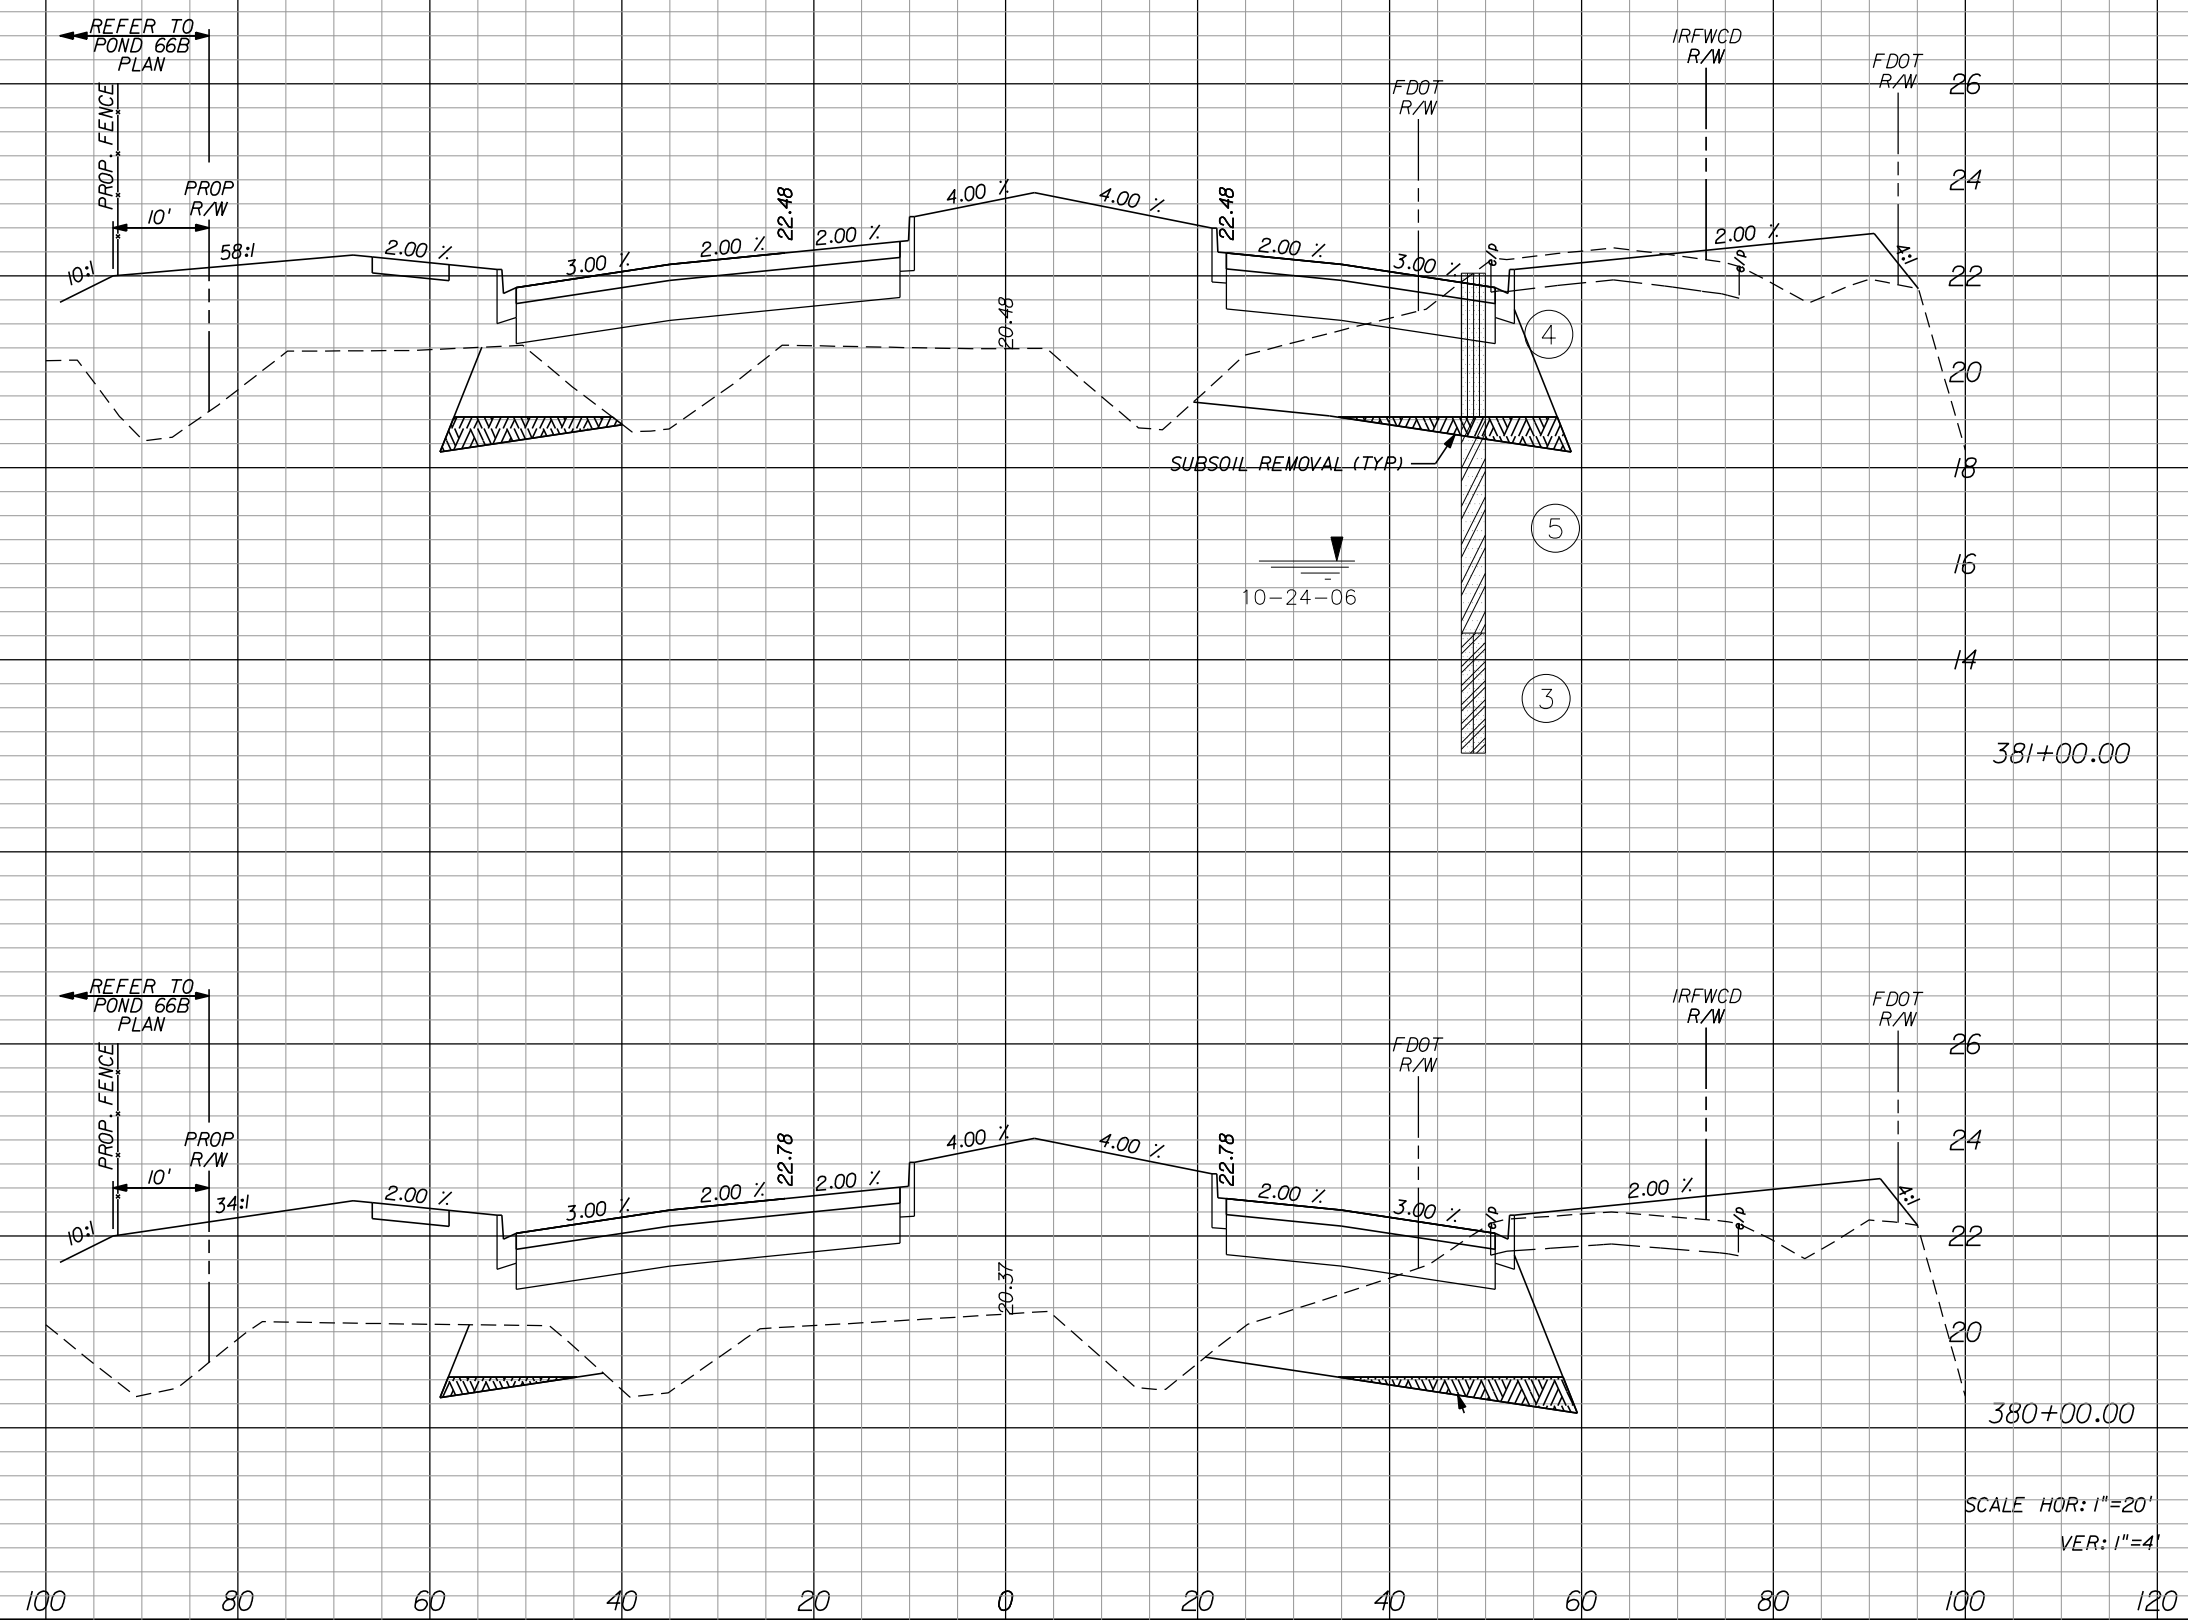 REFER TO
POND 66B
PLAN
PROP. FENCE
10'
PROP
R/W
10:1
58:1
2.00 %
3.00 %
2.00 %
22.48
2.00 %
4.00 %
4.00 %
22.48
2.00 %
3.00 %
20.48
FDOT
R/W
e/p
IRFWCD
R/W
2.00 %
e/p
FDOT
R/W
4:1
26
24
22
20
18
16
14
4
SUBSOIL REMOVAL (TYP)
5
10-24-06
3
381+00.00
REFER TO
POND 66B
PLAN
PROP. FENCE
10'
PROP
R/W
10:1
34:1
2.00 %
3.00 %
2.00 %
22.78
2.00 %
4.00 %
4.00 %
22.78
2.00 %
3.00 %
20.37
FDOT
R/W
e/p
IRFWCD
R/W
2.00 %
e/p
FDOT
R/W
4:1
26
24
22
20
380+00.00
SCALE HOR: 1"=20'
VER: 1"=4'
100 80 60 40 20 0 20 40 60 80 100 120